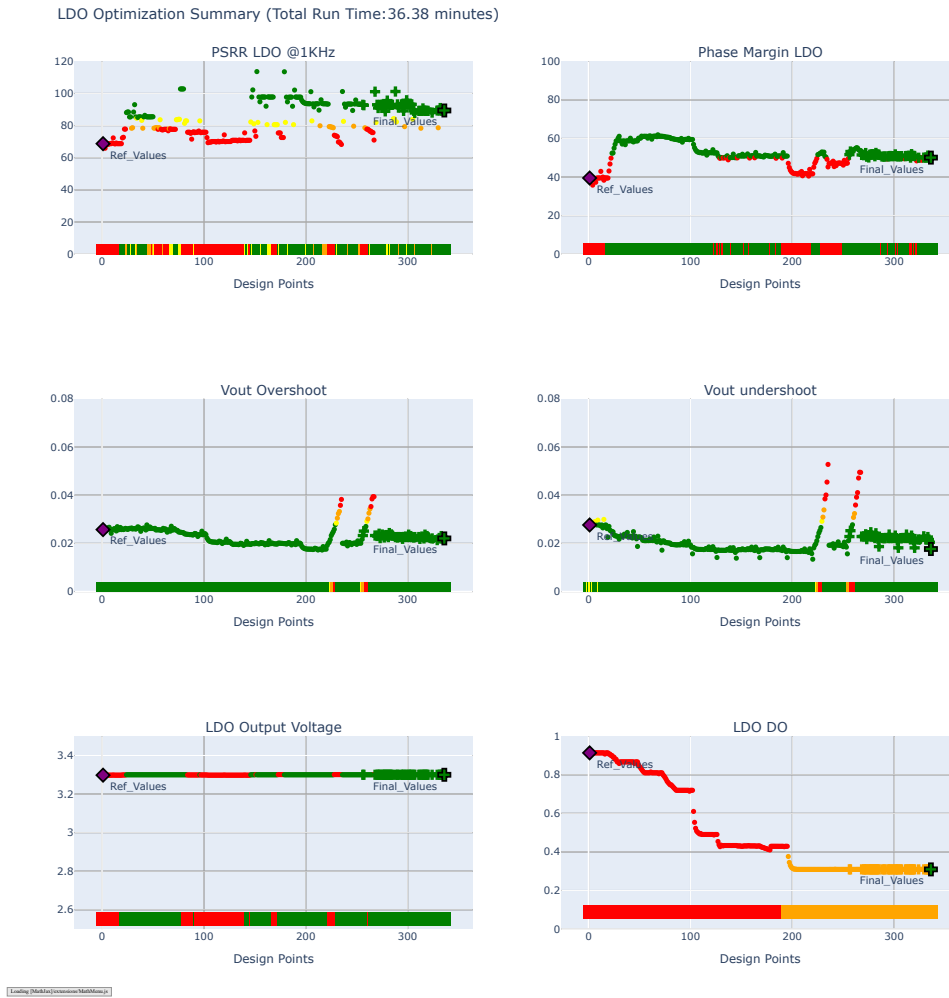 LDO Optimization Summary (Total Run Time:36.38 minutes)
PSRR LDO @1KHz
120
100
80
60
40
20
0
0
100
200
300
Ref_Values
Final_Values
Design Points
Phase Margin LDO
100
80
60
40
20
0
0
100
200
300
Ref_Values
Final_Values
Design Points
Vout Overshoot
0.08
0.06
0.04
0.02
0
0
100
200
300
Ref_Values
Final_Values
Design Points
Vout undershoot
0.08
0.06
0.04
0.02
0
0
100
200
300
Ref_Values
Final_Values
Design Points
LDO Output Voltage
3.4
3.2
3
2.8
2.6
0
100
200
300
Ref_Values
Final_Values
Design Points
LDO DO
1
0.8
0.6
0.4
0.2
0
0
100
200
300
Ref_Values
Final_Values
Design Points
Loading [MathJax]/extensions/MathMenu.js